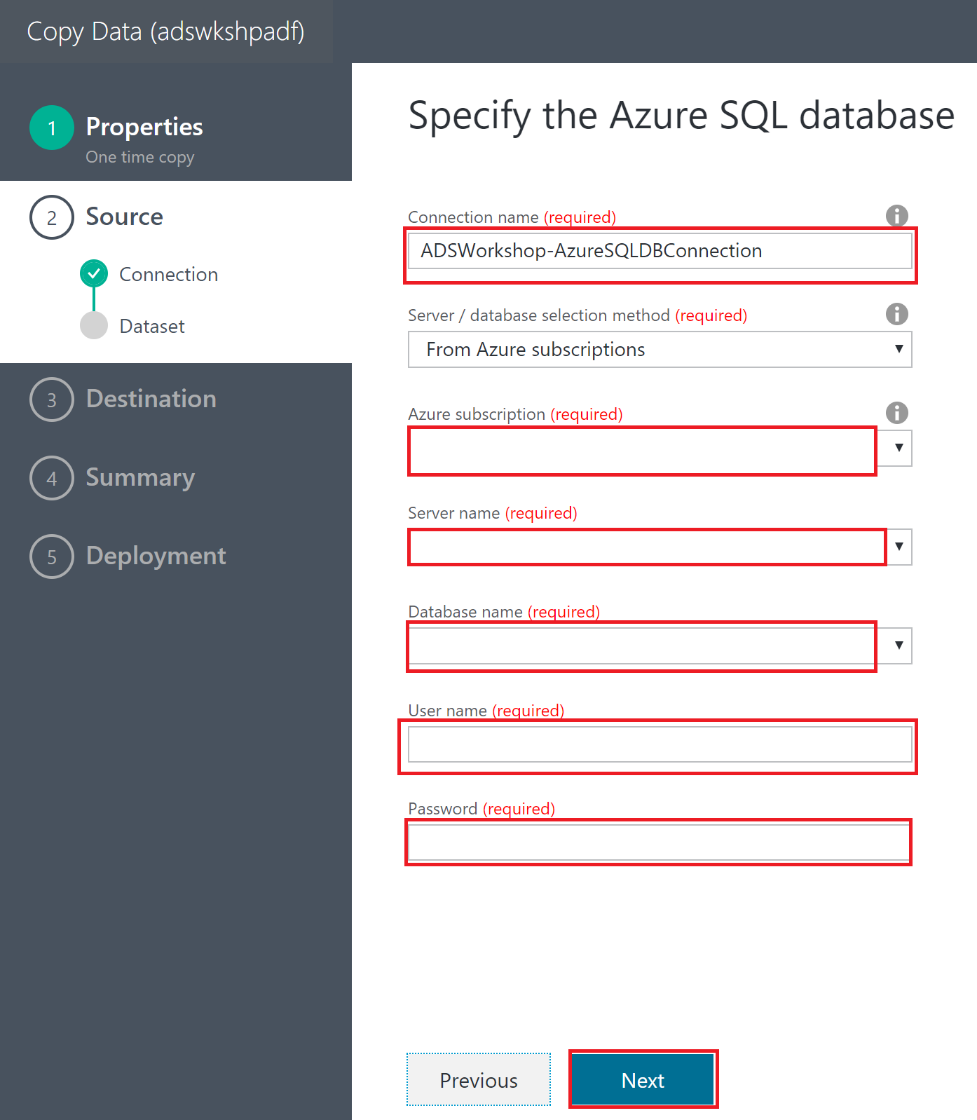 Copy Data (adswkshpadf)
1 Properties
One time copy
2 Source
Connection
Dataset
3 Destination
4 Summary
5 Deployment
Specify the Azure SQL database
Connection name (required)
ADSWorkshop-AzureSQLDBConnection
Server / database selection method (required)
From Azure subscriptions
Azure subscription (required)
Server name (required)
Database name (required)
User name (required)
Password (required)
Previous
Next